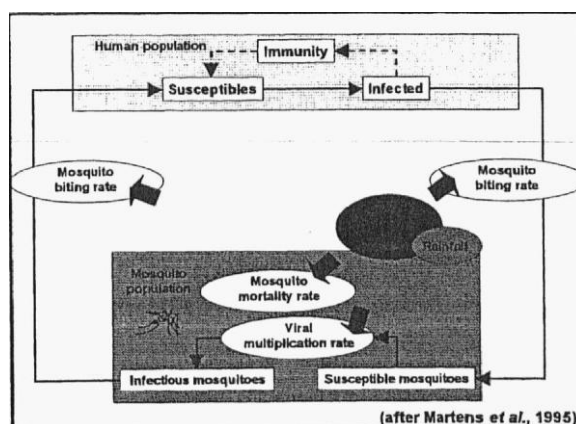 Human population
Immunity
Susceptibles
Infected
Mosquito
biting rate
Mosquito
biting rate
Rainfall
Mosquito
population
Mosquito
mortality rate
Viral
multiplication rate
Infectious mosquitoes
Susceptible mosquitoes
(after Martens et al., 1995)